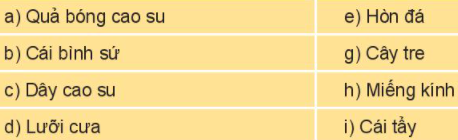 a) Quả bóng cao su
e) Hòn đá
b) Cái bình sứ
g) Cây tre
c) Dây cao su
h) Miếng kính
d) Lưỡi cưa
i) Cái tẩy